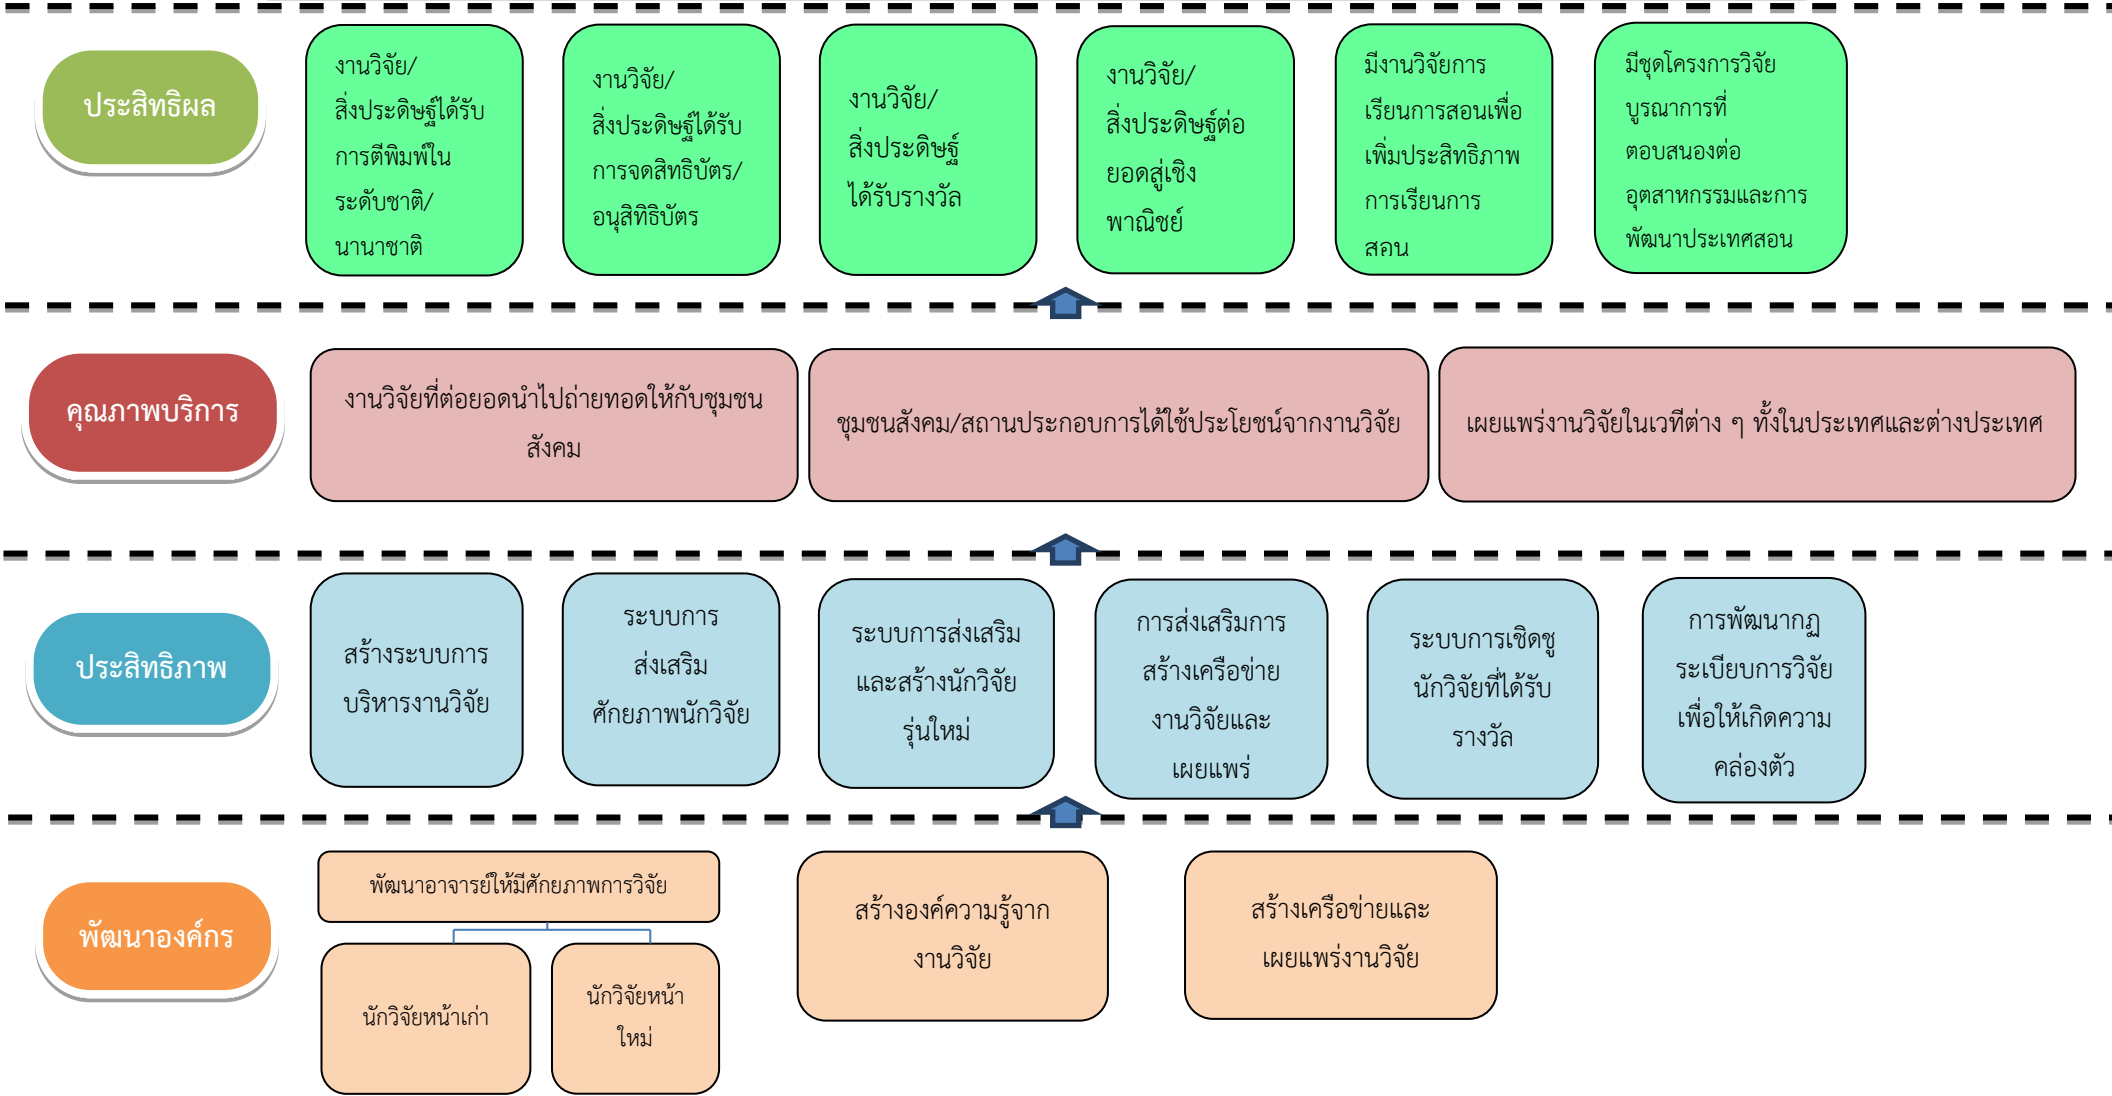 ประสิทธิผล
งานวิจัย/
สิ่งประดิษฐ์ได้รับ
การตีพิมพ์ใน
ระดับชาติ/
นานาชาติ
งานวิจัย/
สิ่งประดิษฐ์ได้รับ
การจดสิทธิบัตร/
อนุสิทิธิบัตร
งานวิจัย/
สิ่งประดิษฐ์
ได้รับรางวัล
งานวิจัย/
สิ่งประดิษฐ์ต่อ
ยอดสู่เชิง
พาณิชย์
มีงานวิจัยการ
เรียนการสอนเพื่อ
เพิ่มประสิทธิภาพ
การเรียนการ
สอน
มีชุดโครงการวิจัย
บูรณาการที่
ตอบสนองต่อ
อุตสาหกรรมและการ
พัฒนาประเทศสอน
คุณภาพบริการ
งานวิจัยที่ต่อยอดนำไปถ่ายทอดให้กับชุมชน
สังคม
ชุมชนสังคม/สถานประกอบการได้ใช้ประโยชน์จากงานวิจัย
เผยแพร่งานวิจัยในเวทีต่าง ๆ ทั้งในประเทศและต่างประเทศ
ประสิทธิภาพ
สร้างระบบการ
บริหารงานวิจัย
ระบบการ
ส่งเสริม
ศักยภาพนักวิจัย
ระบบการส่งเสริม
และสร้างนักวิจัย
รุ่นใหม่
การส่งเสริมการ
สร้างเครือข่าย
งานวิจัยและ
เผยแพร่
ระบบการเชิดชู
นักวิจัยที่ได้รับ
รางวัล
การพัฒนากฏ
ระเบียบการวิจัย
เพื่อให้เกิดความ
คล่องตัว
พัฒนาองค์กร
พัฒนาอาจารย์ให้มีศักยภาพการวิจัย
นักวิจัยหน้าเก่า
นักวิจัยหน้า
ใหม่
สร้างองค์ความรู้จาก
งานวิจัย
สร้างเครือข่ายและ
เผยแพร่งานวิจัย